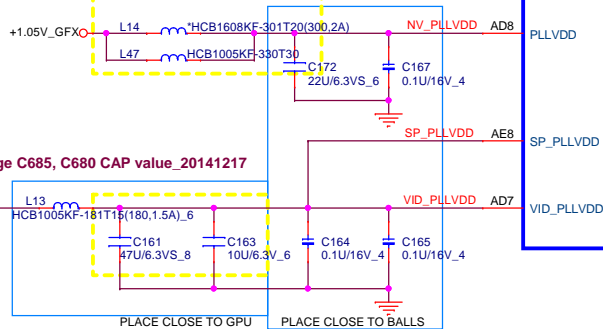 L14 *HCB1608KF-301T20(300,2A)
NV_PLLVDD AD8
+1.05V_GFX
PLLVDD
L47 HCB1005KF-330T30
C172
22U/6.3VS_6
C167
0.1U/16V_4
SP_PLLVDD AE8
SP_PLLVDD
ge C685, C680 CAP value_20141217
L13
HCB1005KF-181T15(180,1.5A)_6
VID_PLLVDD AD7
VID_PLLVDD
C161
47U/6.3VS_8
C163
10U/6.3V_6
C164
0.1U/16V_4
C165
0.1U/16V_4
PLACE CLOSE TO GPU
PLACE CLOSE TO BALLS